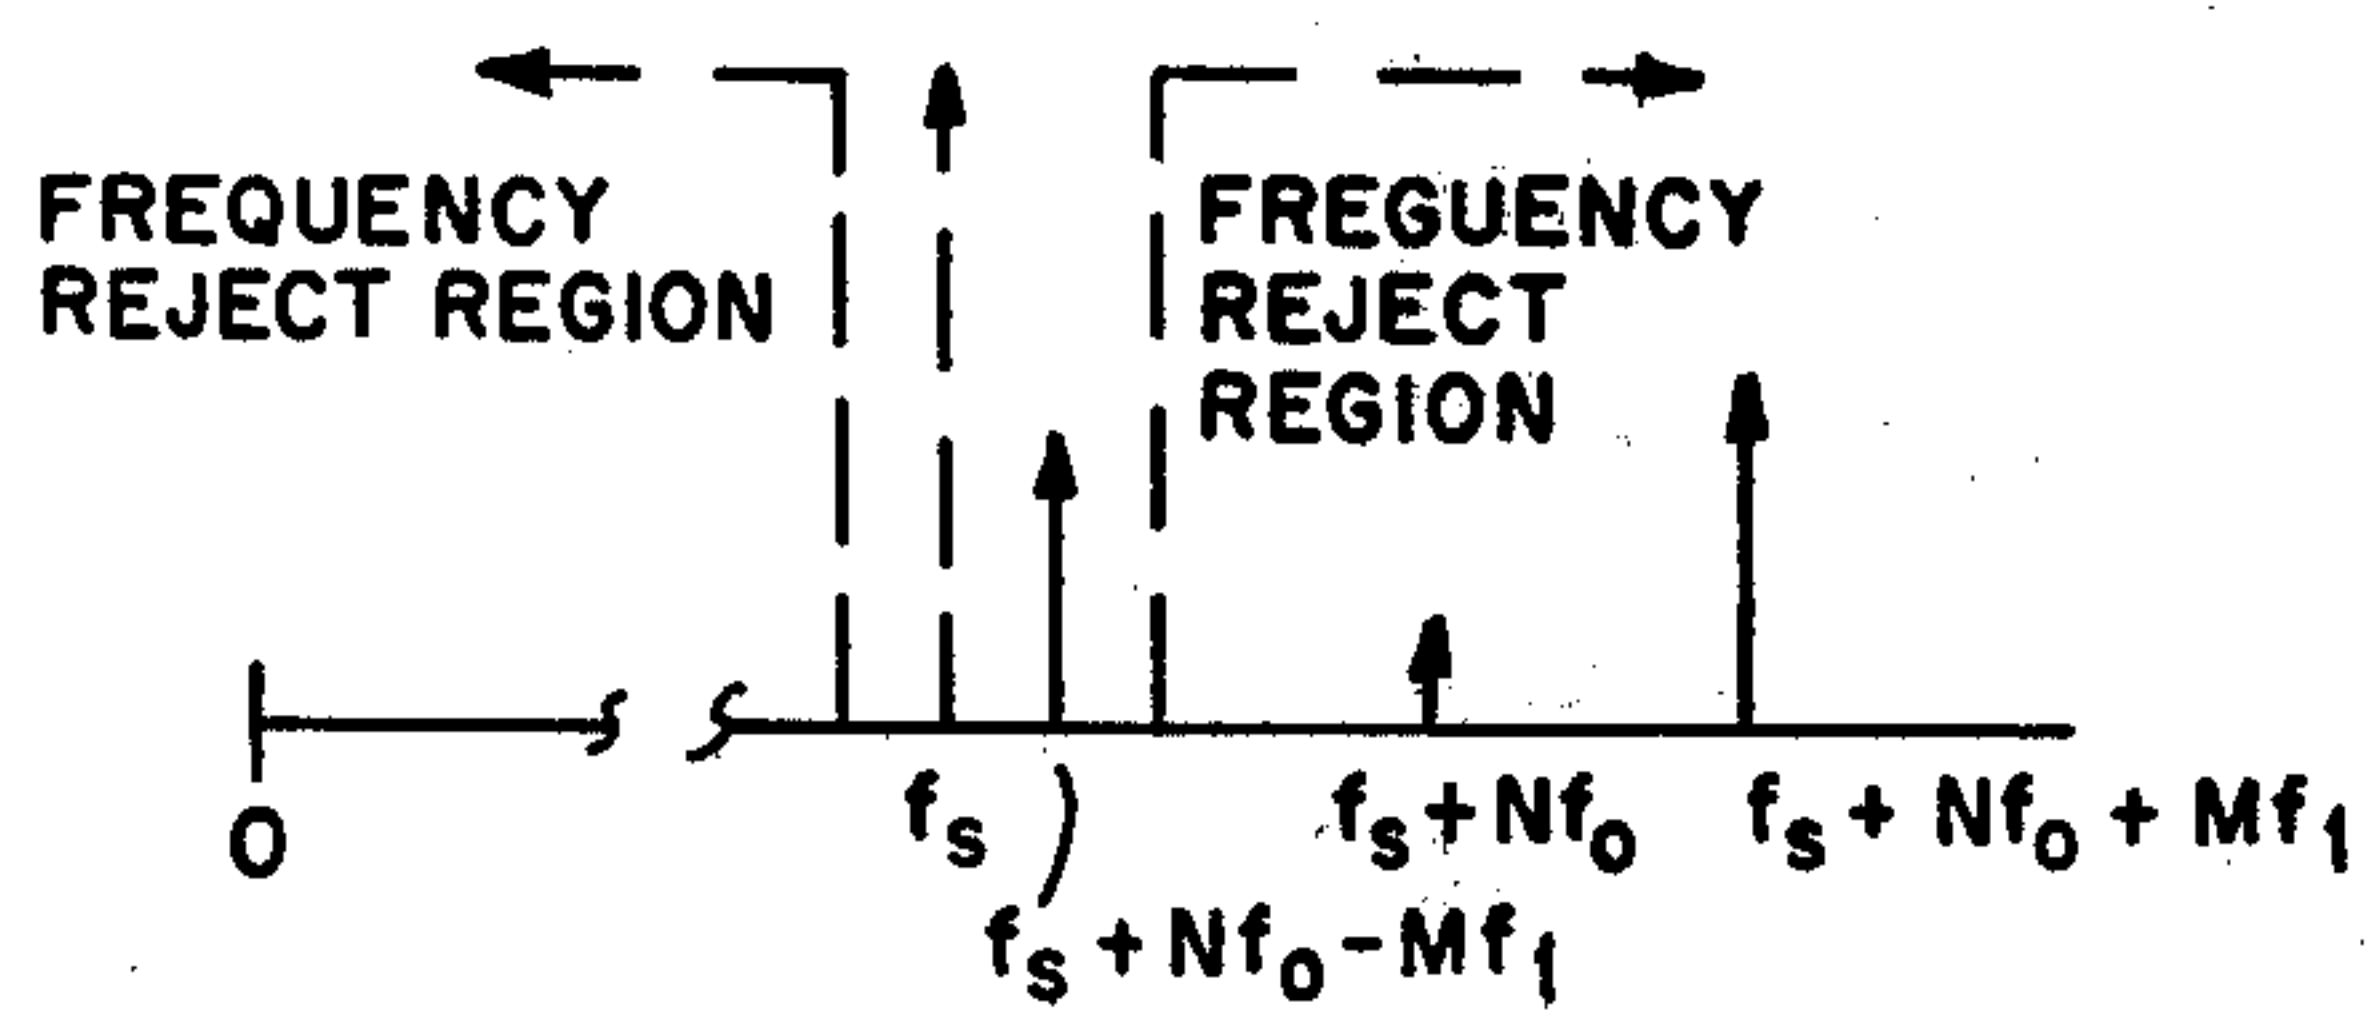 FREQUENCY
REJECT REGION
FREGUENCY
REJECT
REGION
0
fs
fs+Nfo
fs + Nfo + Mf1
fs + Nfo - Mf1